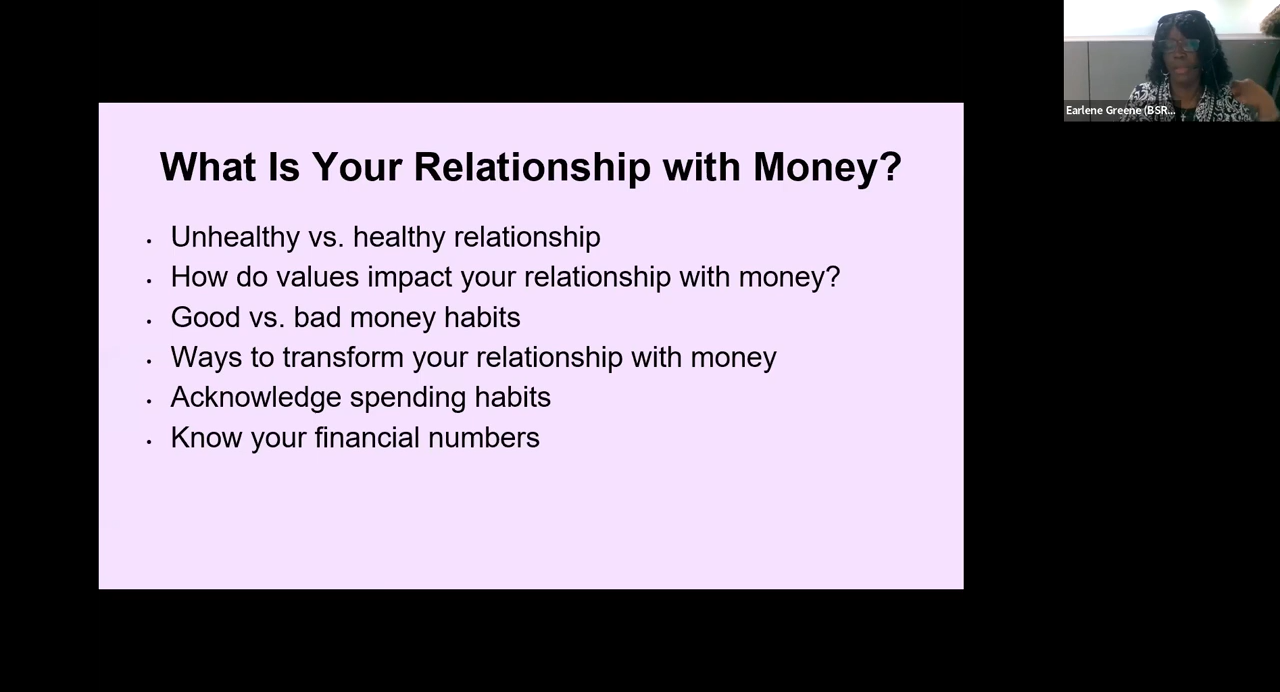 What Is Your Relationship with Money?
• Unhealthy vs. healthy relationship
• How do values impact your relationship with money?
• Good vs. bad money habits
• Ways to transform your relationship with money
• Acknowledge spending habits
• Know your financial numbers
Earlene Greene (BSR...